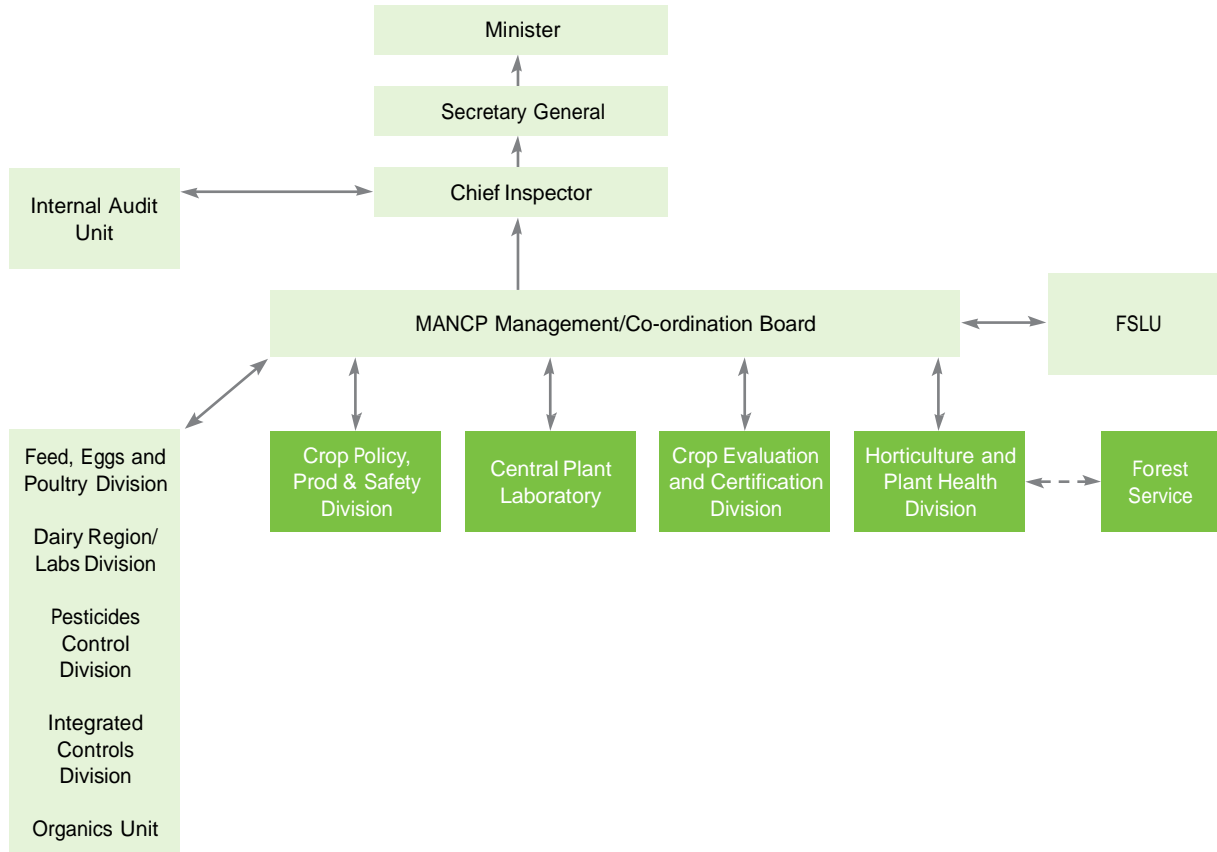 Minister
Secretary General
Chief Inspector
Internal Audit
Unit
MANCP Management/Co-ordination Board
FSLU
Feed, Eggs and
Poultry Division
Dairy Region/
Labs Division
Pesticides
Control
Division
Integrated
Controls
Division
Organics Unit
Crop Policy,
Prod & Safety
Division
Central Plant
Laboratory
Crop Evaluation
and Certification
Division
Horticulture and
Plant Health
Division
Forest
Service